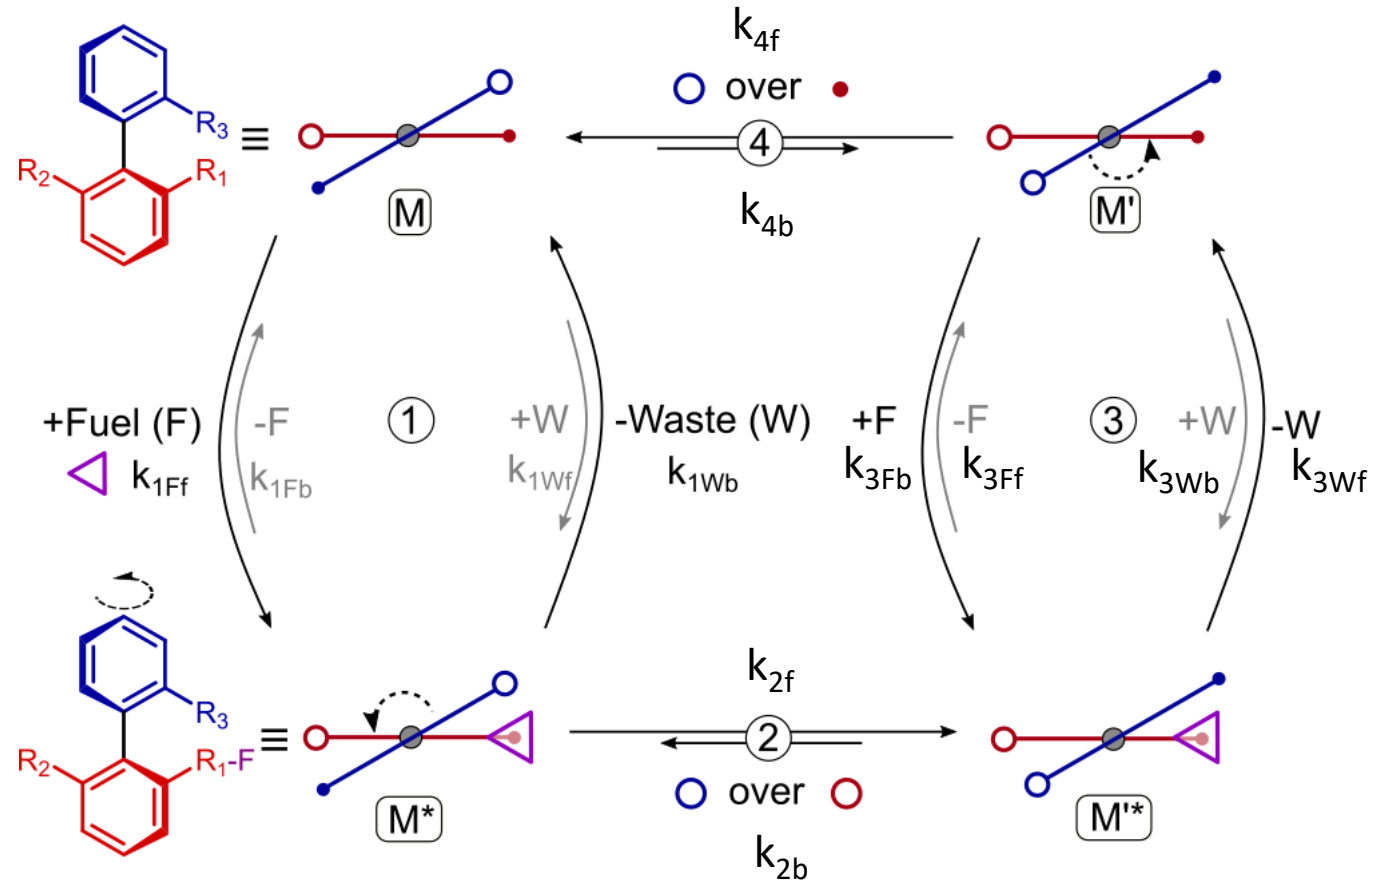 k4f
over
4
k4b
R3
R2
R1
≡
M
M'
+Fuel (F)
k1Ff
-F
k1Fb
1
+W
k1Wf
-Waste (W)
k1Wb
+F
k3Fb
-F
k3Ff
3
+W
k3Wb
-W
k3Wf
R3
R2
R1-F
≡
M*
k2f
2
over
k2b
M'*